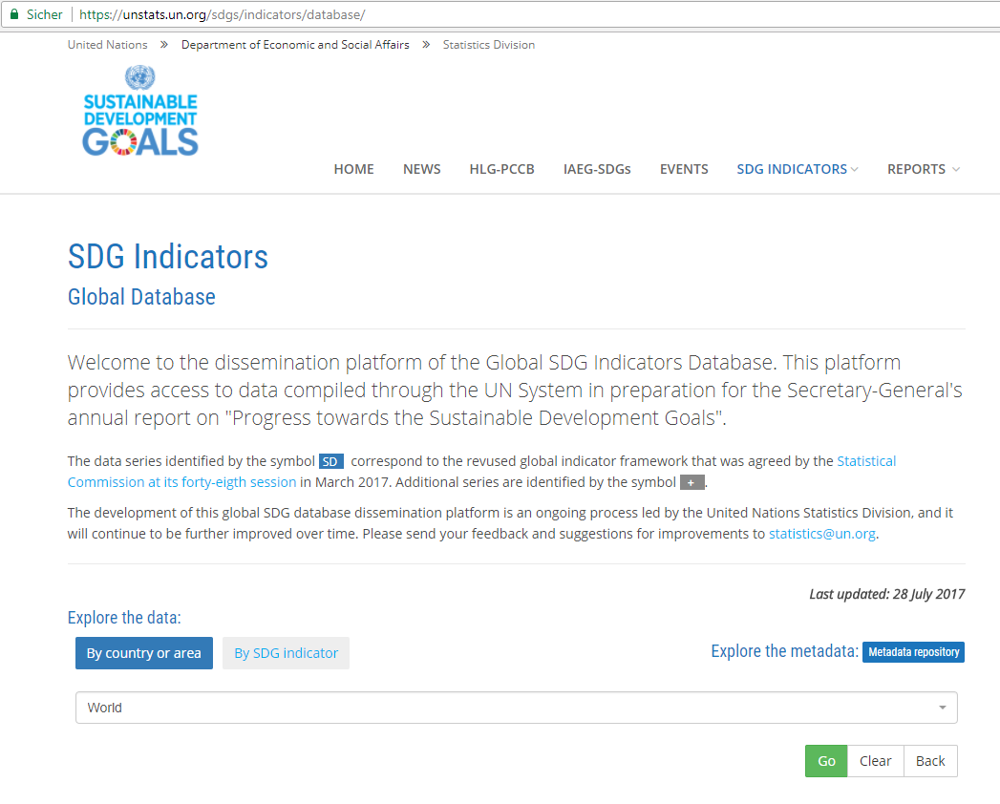 Sicher https://unstats.un.org/sdgs/indicators/database/
United Nations » Department of Economic and Social Affairs » Statistics Division
SUSTAINABLE
DEVELOPMENT
GOALS
HOME NEWS HLG-PCCB IAEG-SDGs EVENTS SDG INDICATORS REPORTS
SDG Indicators
Global Database
Welcome to the dissemination platform of the Global SDG Indicators Database. This platform
provides access to data compiled through the UN System in preparation for the Secretary-General's
annual report on "Progress towards the Sustainable Development Goals".
The data series identified by the symbol SD correspond to the revused global indicator framework that was agreed by the Statistical
Commission at its forty-eigth session in March 2017. Additional series are identified by the symbol +.
The development of this global SDG database dissemination platform is an ongoing process led by the United Nations Statistics Division, and it
will continue to be further improved over time. Please send your feedback and suggestions for improvements to statistics@un.org.
Last updated: 28 July 2017
Explore the data:
By country or area By SDG indicator Explore the metadata: Metadata repository
World
Go Clear Back